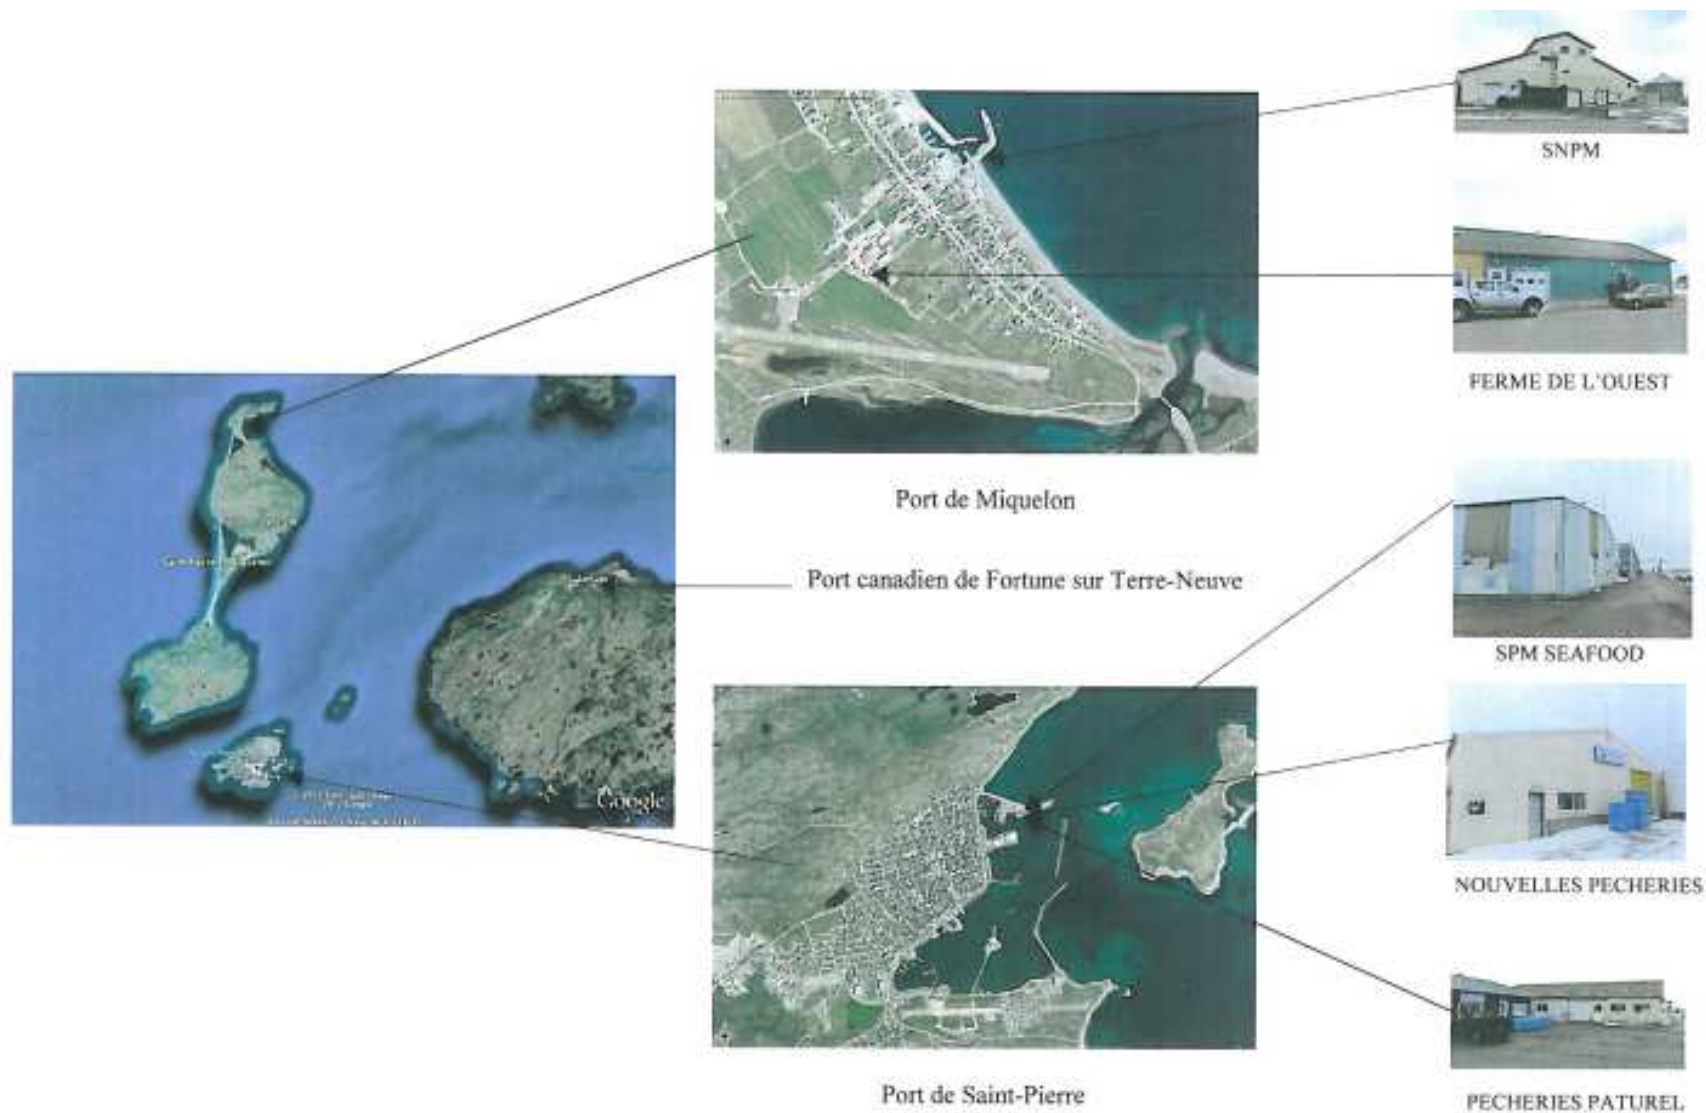 SNPM
FERME DE L'OUEST
Port de Miquelon
Port canadien de Fortune sur Terre-Neuve
SPM SEAFOOD
Google
NOUVELLES PECHERIES
Port de Saint-Pierre
PECHERIES PATUREL